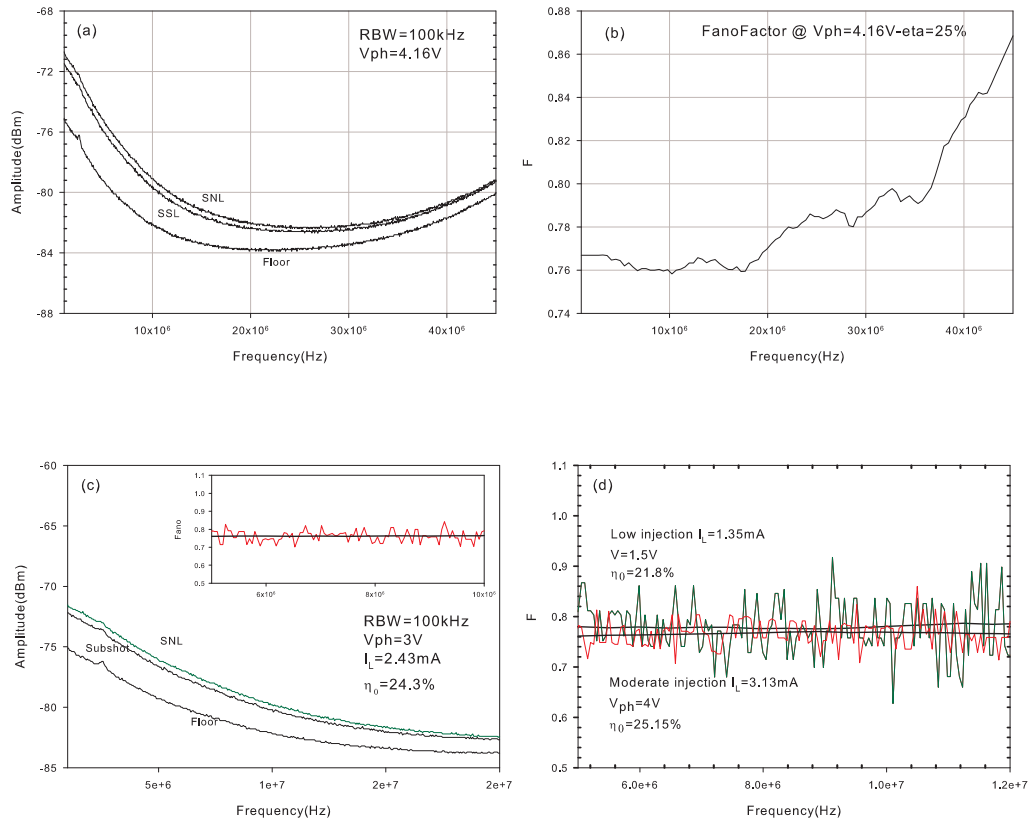 (a)
RBW=100kHz
Vph=4.16V
-68
-72
-76
-80
-84
-88
Amplitude(dBm)
SNL
SSL
Floor
10x10⁶
20x10⁶
30x10⁶
40x10⁶
Frequency(Hz)
(b)
FanoFactor @ Vph=4.16V-eta=25%
0.88
0.86
0.84
0.82
0.80
0.78
0.76
0.74
F
10x10⁶
20x10⁶
30x10⁶
40x10⁶
Frequency(Hz)
(c)
-60
-65
-70
-75
-80
-85
Amplitude(dBm)
1.1
1.0
0.9
0.8
0.7
0.6
0.5
Fano
6x10⁶
8x10⁶
10x10⁶
SNL
Subshot
Floor
RBW=100kHz
Vph=3V
I_L=2.43mA
η₀=24.3%
5e+6
1e+7
2e+7
2e+7
Frequency(Hz)
(d)
1.1
1.0
0.9
0.8
0.7
0.6
0.5
F
Low injection I_L=1.35mA
V=1.5V
η₀=21.8%
Moderate injection I_L=3.13mA
V_ph=4V
η₀=25.15%
6.0e+6
8.0e+6
1.0e+7
1.2e+7
Frequency(Hz)